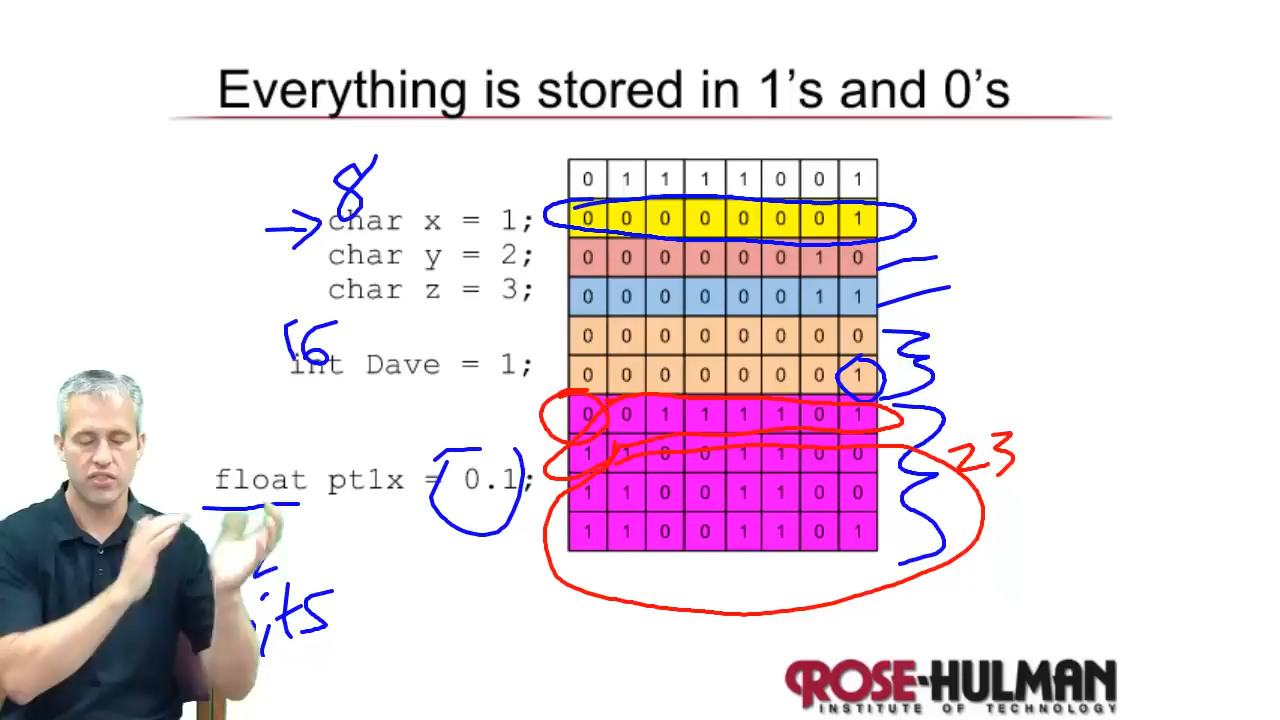 Everything is stored in 1's and 0's
8
char x = 1;
char y = 2;
char z = 3;
16
int Dave = 1;
float pt1x = 0.1;
0 1 1 1 1 0 0 1
0 0 0 0 0 0 0 1
0 0 0 0 0 0 1 0
0 0 0 0 0 0 1 1
0 0 0 0 0 0 0 0
0 0 0 0 0 0 0 1
0 0 1 1 1 1 0 1
1 1 0 0 1 1 0 0
1 1 0 0 1 1 0 0
1 1 0 0 1 1 0 1
23
ROSE-HULMAN
INSTITUTE OF TECHNOLOGY